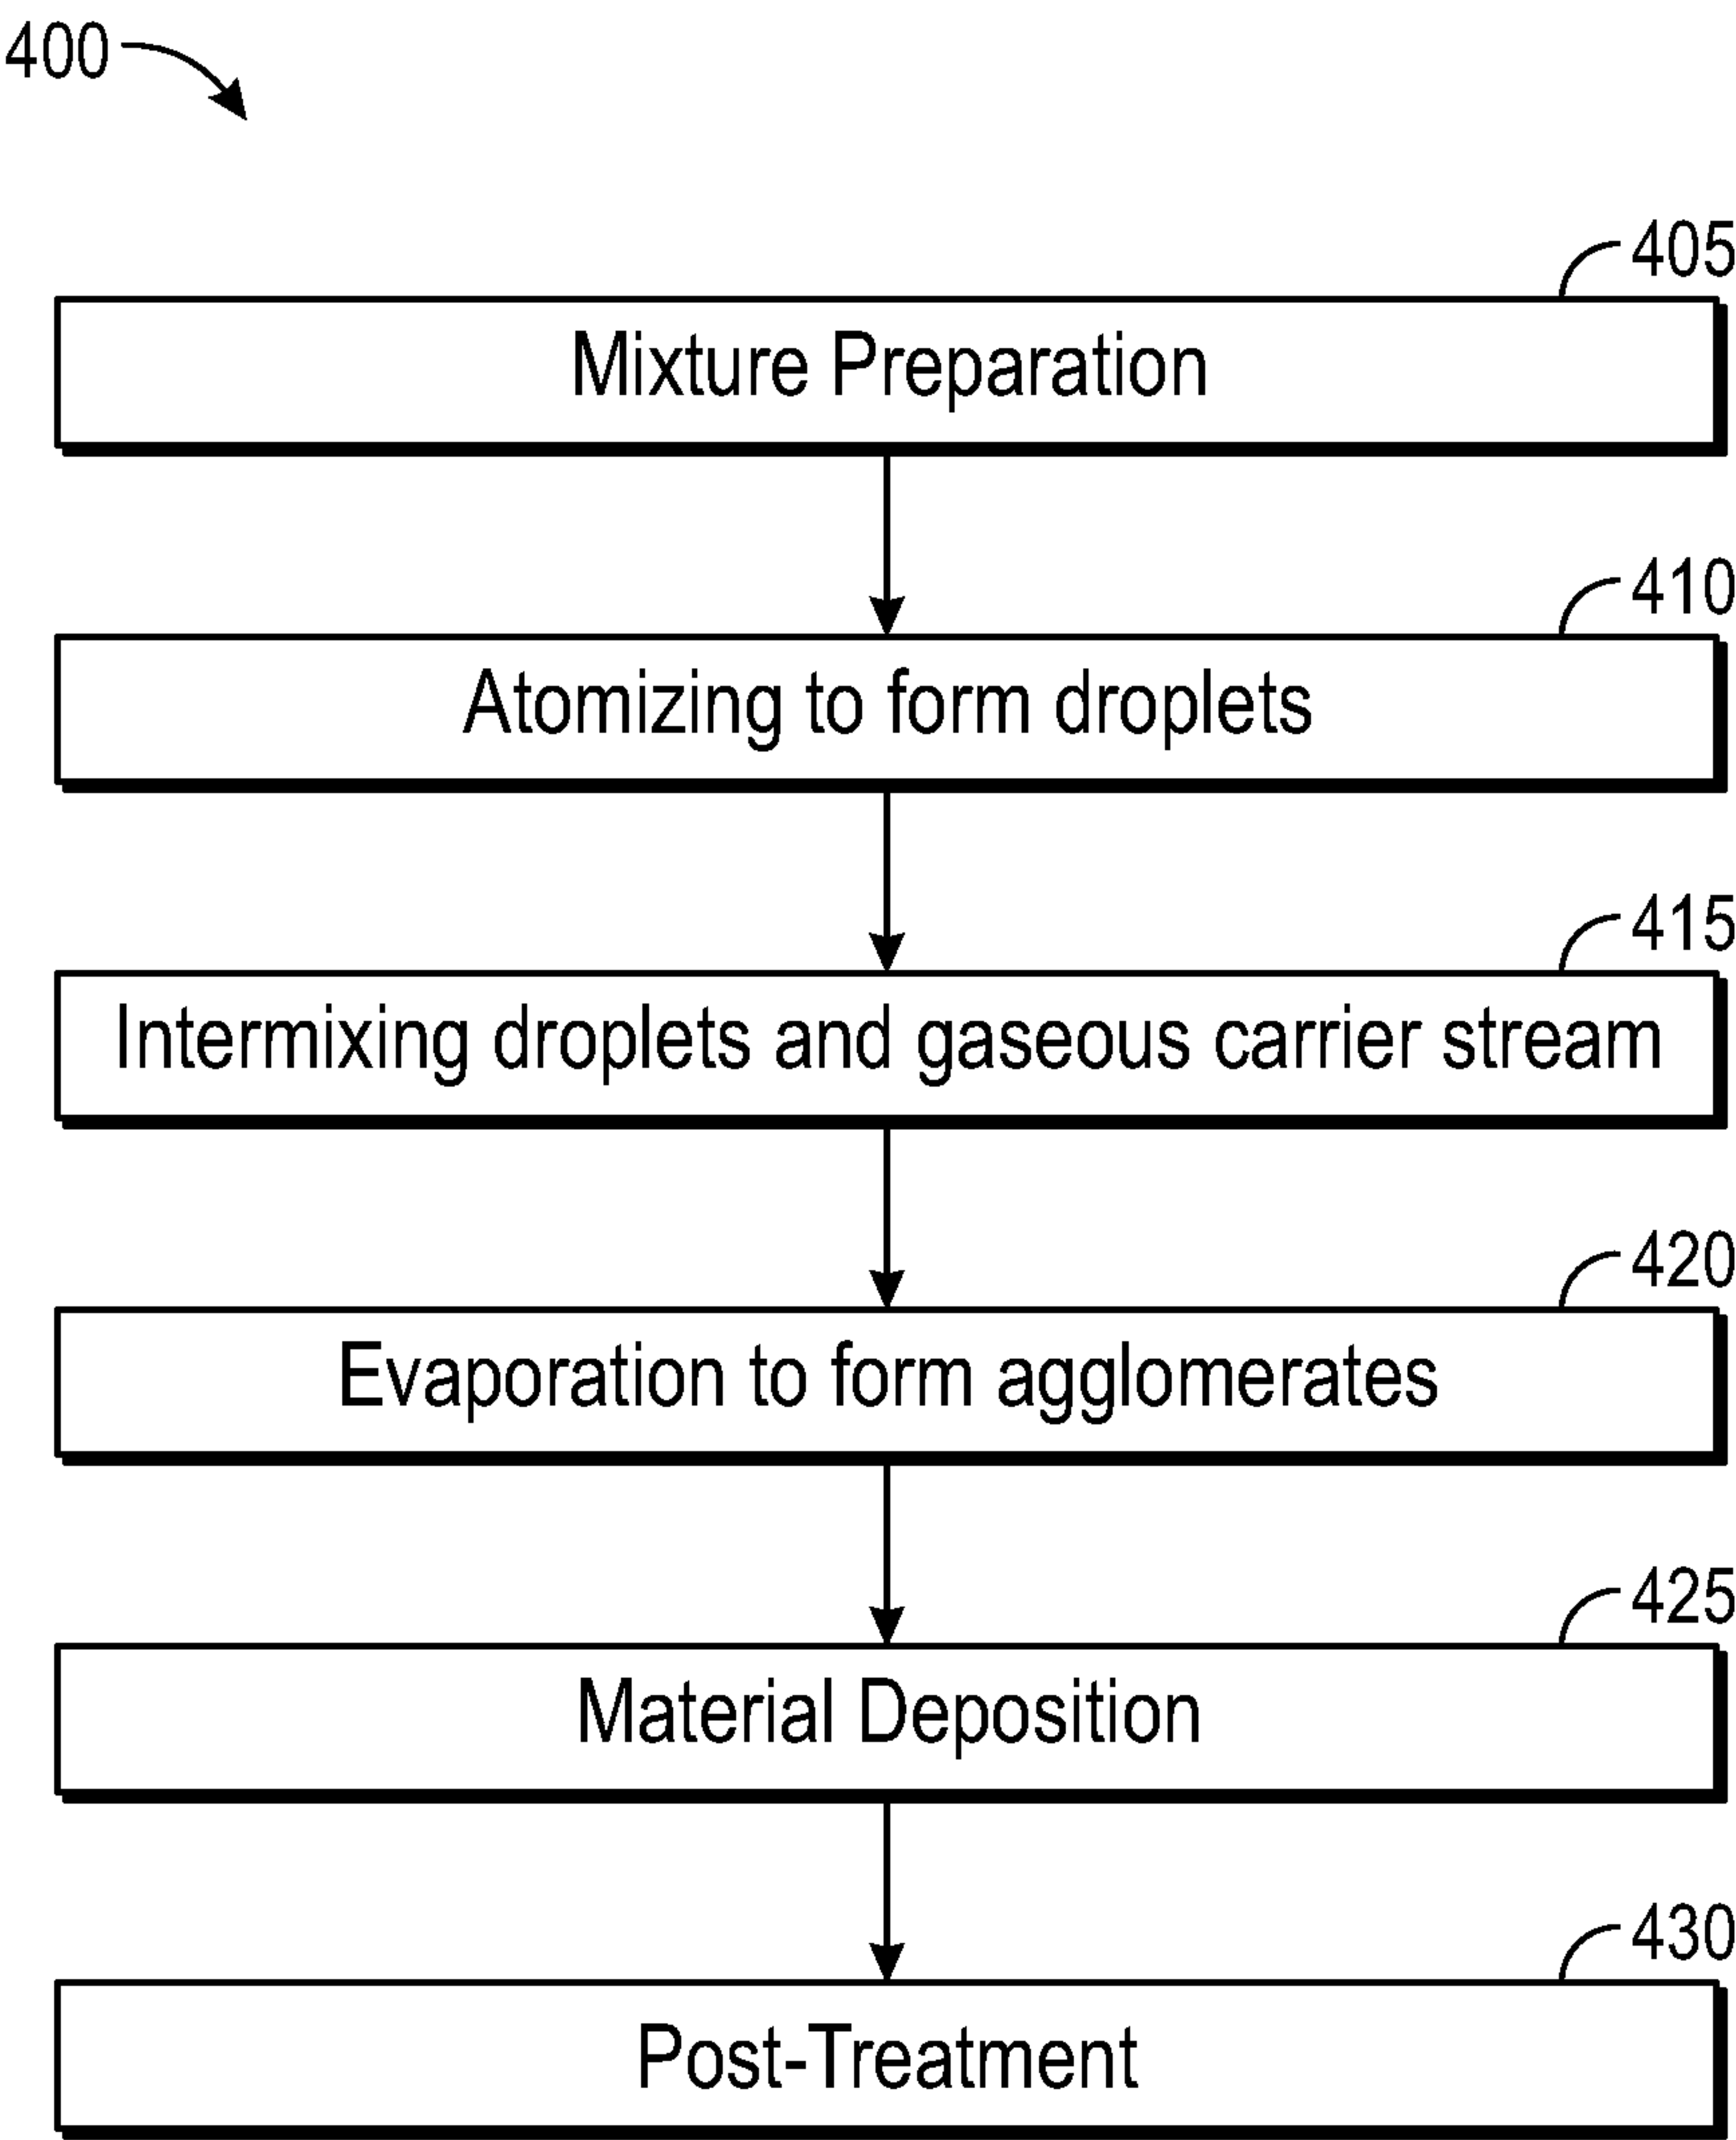 400
405
Mixture Preparation
410
Atomizing to form droplets
415
Intermixing droplets and gaseous carrier stream
420
Evaporation to form agglomerates
425
Material Deposition
430
Post-Treatment